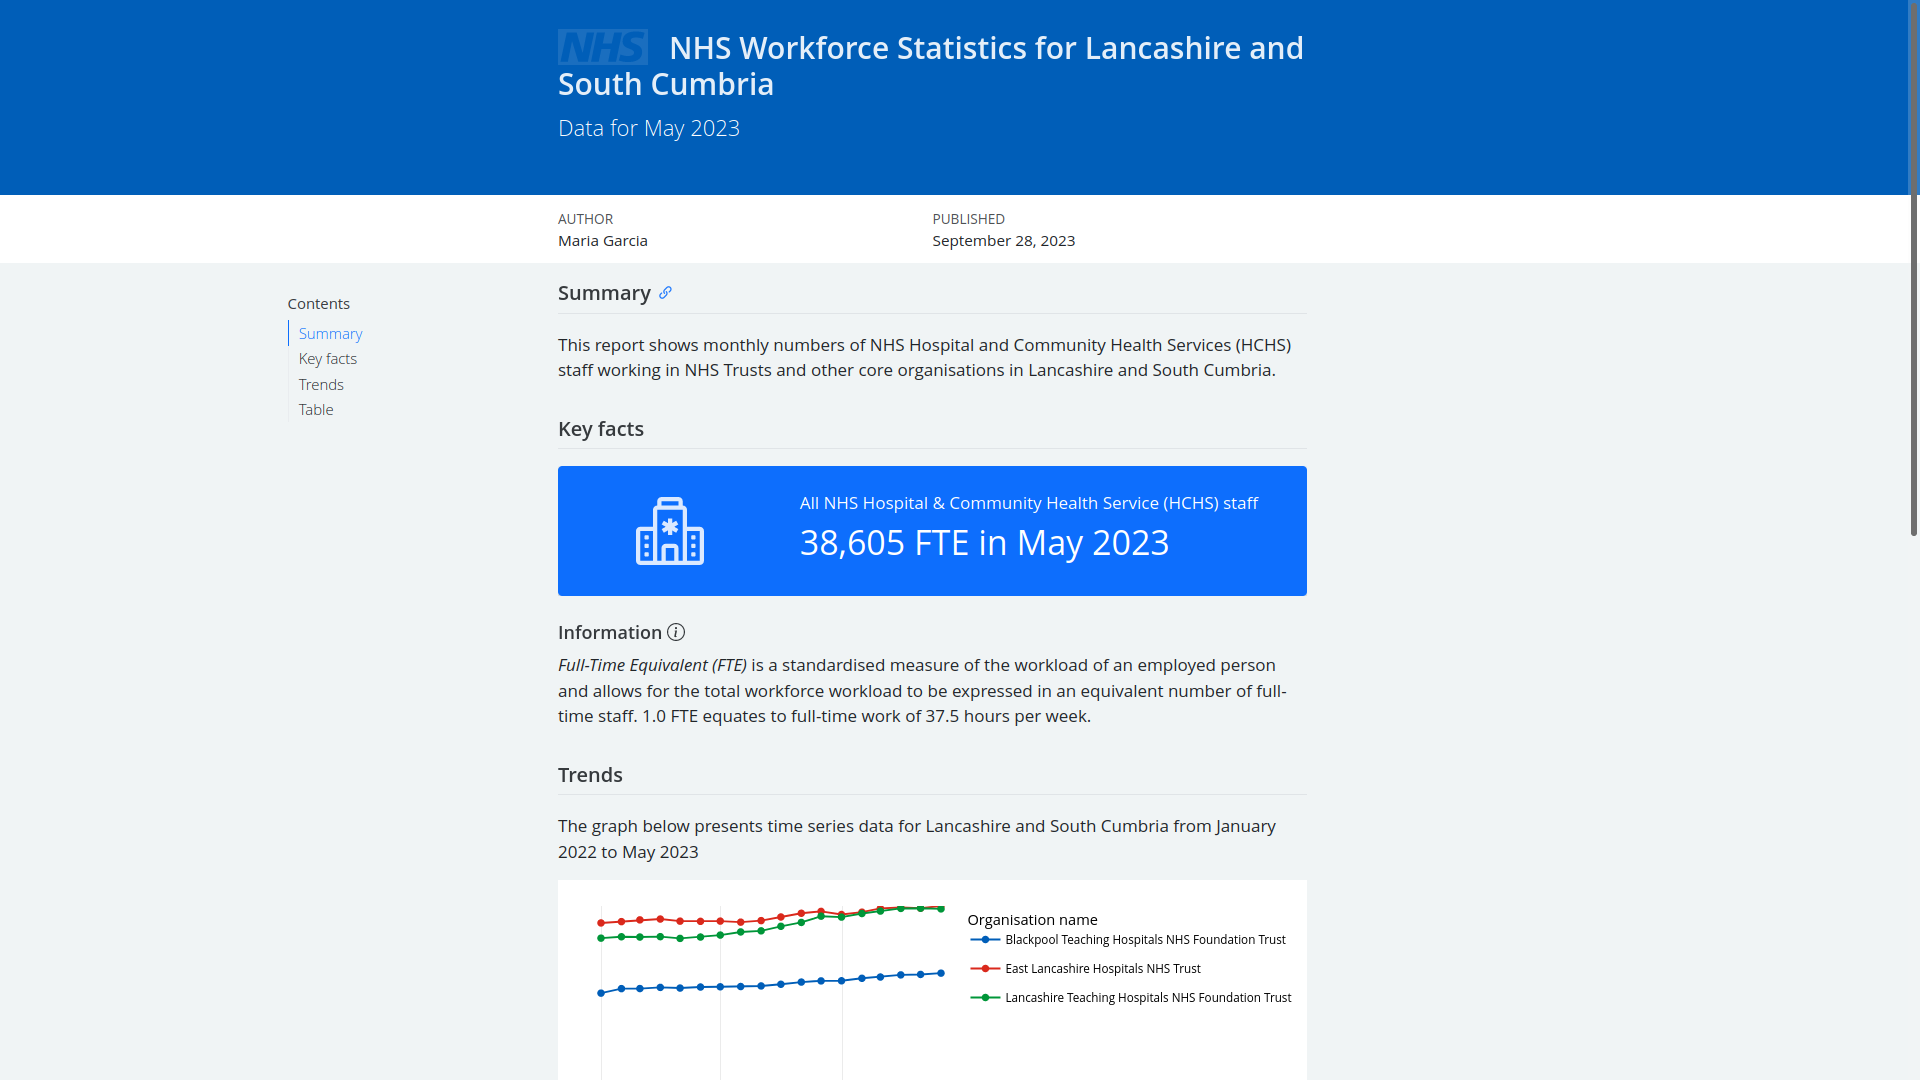 NHS NHS Workforce Statistics for Lancashire and
South Cumbria
Data for May 2023
AUTHOR
Maria Garcia
PUBLISHED
September 28, 2023
Contents
Summary
Key facts
Trends
Table
Summary
This report shows monthly numbers of NHS Hospital and Community Health Services (HCHS)
staff working in NHS Trusts and other core organisations in Lancashire and South Cumbria.
Key facts
All NHS Hospital & Community Health Service (HCHS) staff
38,605 FTE in May 2023
Information
Full-Time Equivalent (FTE) is a standardised measure of the workload of an employed person
and allows for the total workforce workload to be expressed in an equivalent number of full-
time staff. 1.0 FTE equates to full-time work of 37.5 hours per week.
Trends
The graph below presents time series data for Lancashire and South Cumbria from January
2022 to May 2023
Organisation name
Blackpool Teaching Hospitals NHS Foundation Trust
East Lancashire Hospitals NHS Trust
Lancashire Teaching Hospitals NHS Foundation Trust